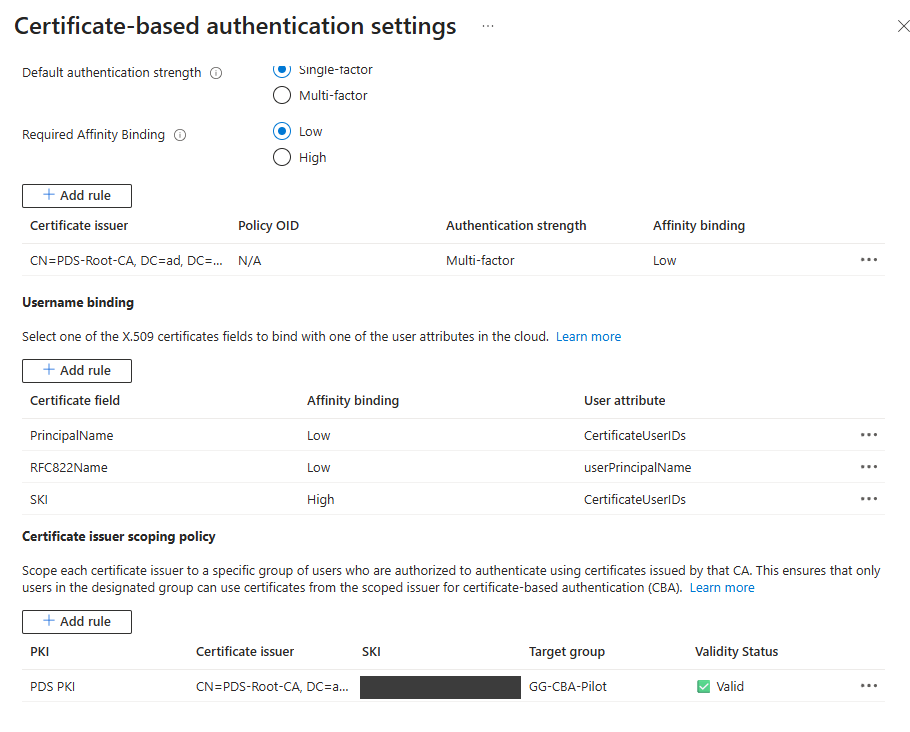 Certificate-based authentication settings ...
Default authentication strength
Single-factor
Multi-factor
Required Affinity Binding
Low
High
+ Add rule
Certificate issuer Policy OID Authentication strength Affinity binding
CN=PDS-Root-CA, DC=ad, DC=... N/A Multi-factor Low
Username binding
Select one of the X.509 certificates fields to bind with one of the user attributes in the cloud. Learn more
+ Add rule
Certificate field Affinity binding User attribute
PrincipalName Low CertificateUserIDs
RFC822Name Low userPrincipalName
SKI High CertificateUserIDs
Certificate issuer scoping policy
Scope each certificate issuer to a specific group of users who are authorized to authenticate using certificates issued by that CA. This ensures that only
users in the designated group can use certificates from the scoped issuer for certificate-based authentication (CBA). Learn more
+ Add rule
PKI Certificate issuer SKI Target group Validity Status
PDS PKI CN=PDS-Root-CA, DC=a... GG-CBA-Pilot Valid